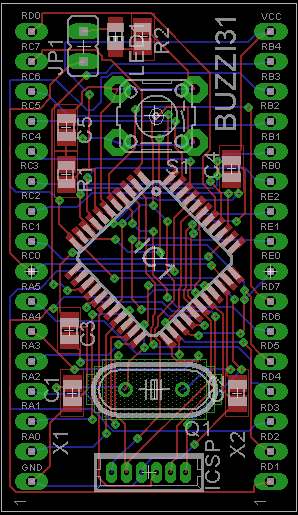 RD0
RC7
RC6
RC5
RC4
RC3
RC2
RC1
RC0
RA5
RA4
RA3
RA2
RA1
RA0
GND
VCC
RB4
RB3
RB2
RB1
RB0
RE2
RE1
RE0
RD7
RD6
RD5
RD4
RD3
RD2
RD1
JP1
LED1
R2
BUZZI31
C5
R1
S1
C4
C3
C1
Q1
X1
X2
ICSP
1
1